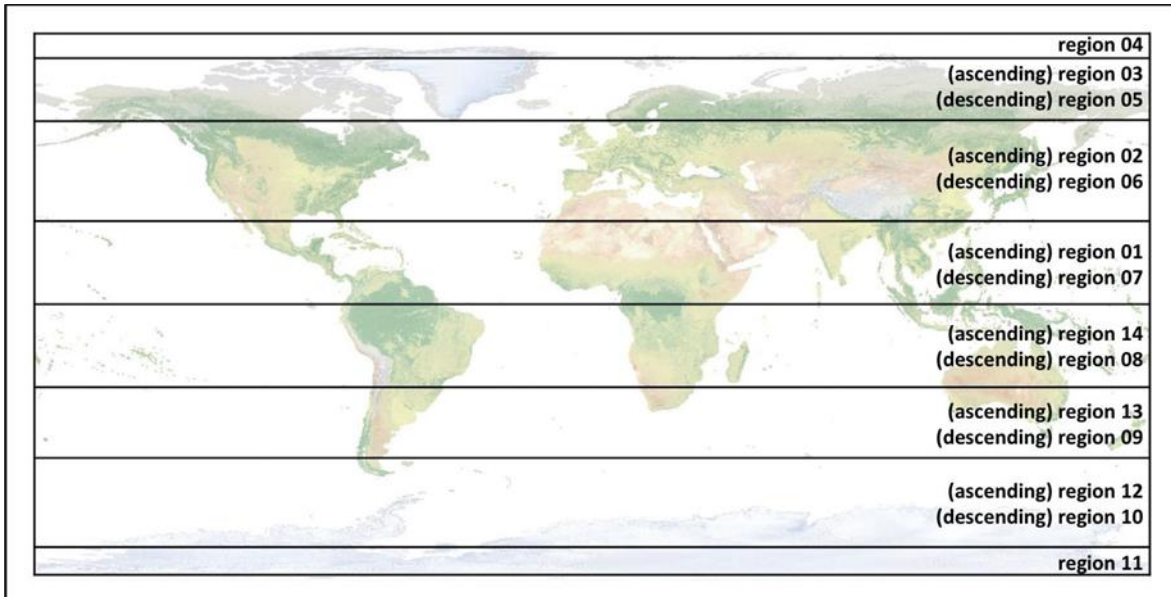 region 04
(ascending) region 03
(descending) region 05
(ascending) region 02
(descending) region 06
(ascending) region 01
(descending) region 07
(ascending) region 14
(descending) region 08
(ascending) region 13
(descending) region 09
(ascending) region 12
(descending) region 10
region 11